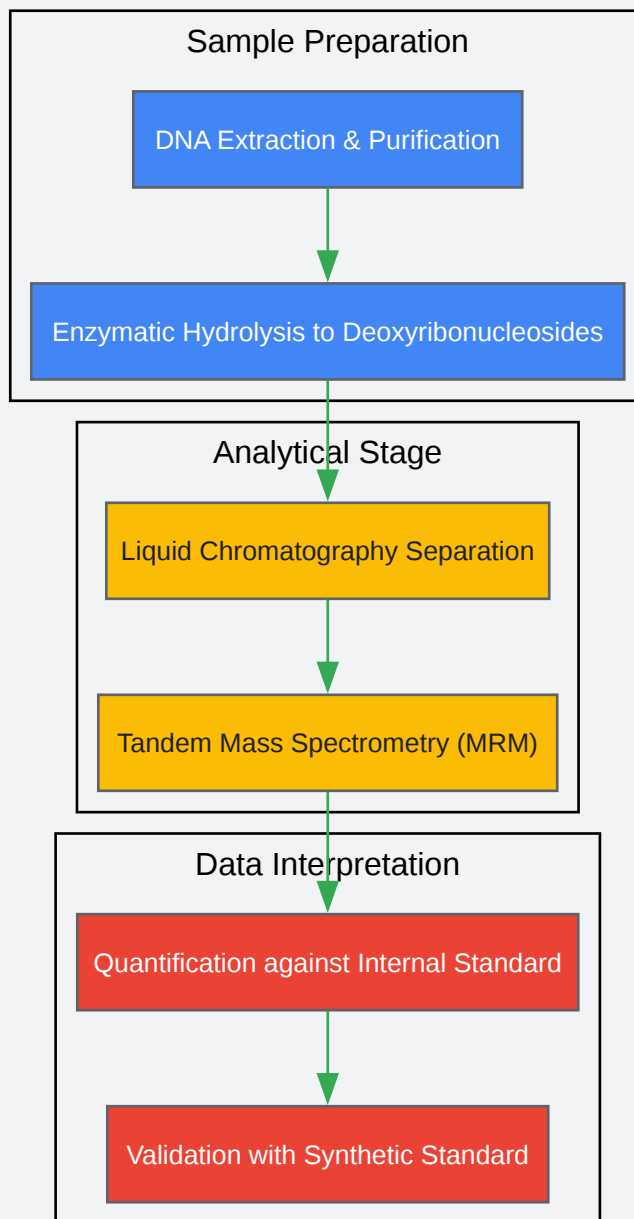 Sample Preparation
DNA Extraction & Purification
Enzymatic Hydrolysis to Deoxyribonucleosides
Analytical Stage
Liquid Chromatography Separation
Tandem Mass Spectrometry (MRM)
Data Interpretation
Quantification against Internal Standard
Validation with Synthetic Standard